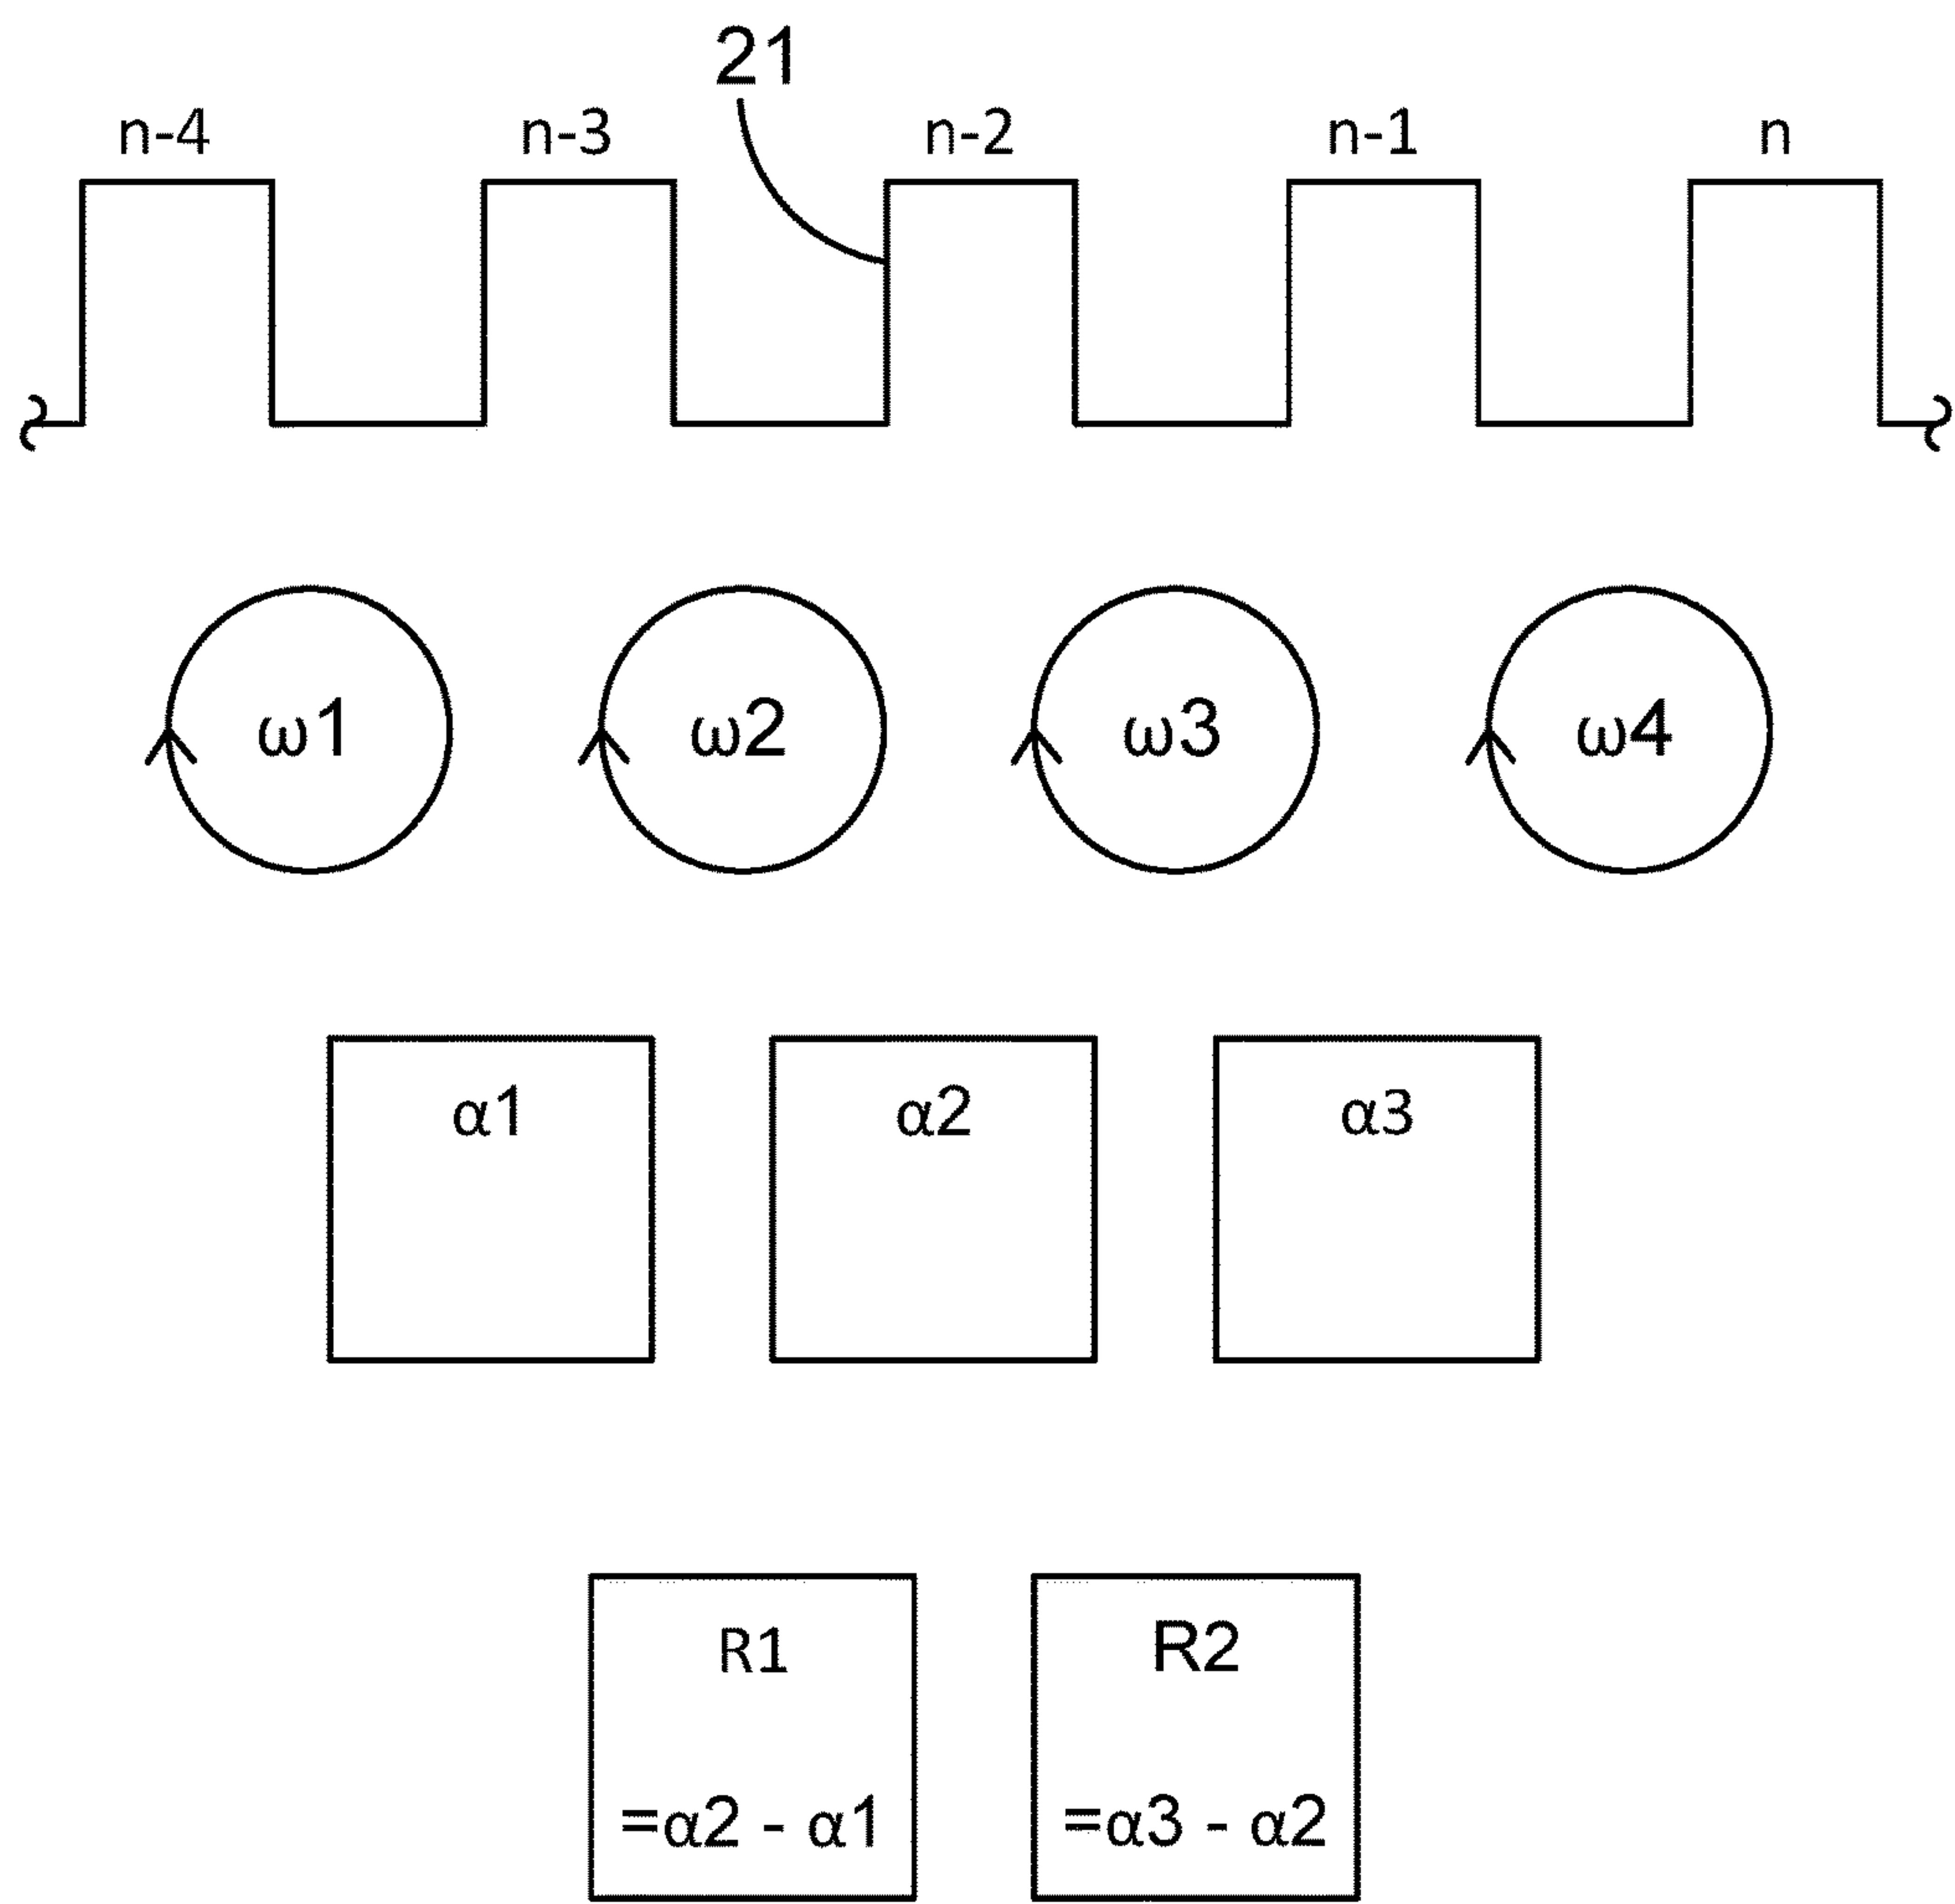 21
n-4 n-3 n-2 n-1 n
ω1 ω2 ω3 ω4
α1 α2 α3
R1 R2
=α2 - α1 =α3 - α2